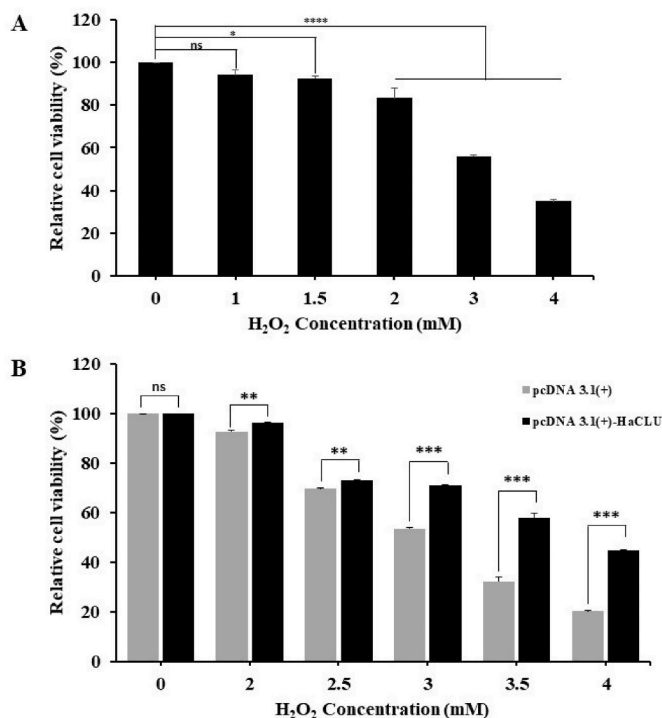 A
Relative cell viability (%)
120
100
80
60
40
20
0
****
*
ns
0 1 1.5 2 3 4
H₂O₂ Concentration (mM)
B
Relative cell viability (%)
120
100
80
60
40
20
0
ns
**
**
***
***
***
pcDNA 3.1(+)
pcDNA 3.1(+)-HaCLU
0 2 2.5 3 3.5 4
H₂O₂ Concentration (mM)